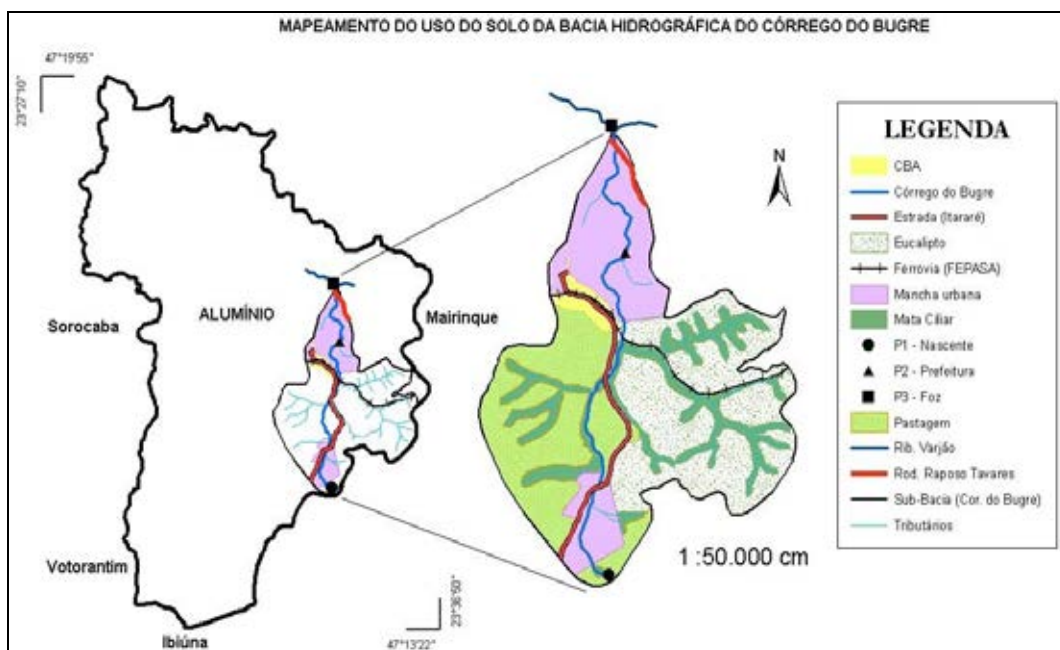 MAPEAMENTO DO USO DO SOLO DA BACIA HIDROGRÁFICA DO CÓRREGO DO BUGRE
47°19'55"
23°27'10"
N
ALUMÍNIO
Sorocaba
Mairinque
Votorantim
Ibiúna
47°13'22"
23°36'50"
1:50.000 cm
LEGENDA
CBA
Córrego do Bugre
Estrada (Itararé)
Eucalipto
Ferrovia (FEPASA)
Mancha urbana
Mata Ciliar
P1 - Nascente
P2 - Prefeitura
P3 - Foz
Pastagem
Rib. Varjão
Rod. Raposo Tavares
Sub-Bacia (Cor. do Bugre)
Tributários